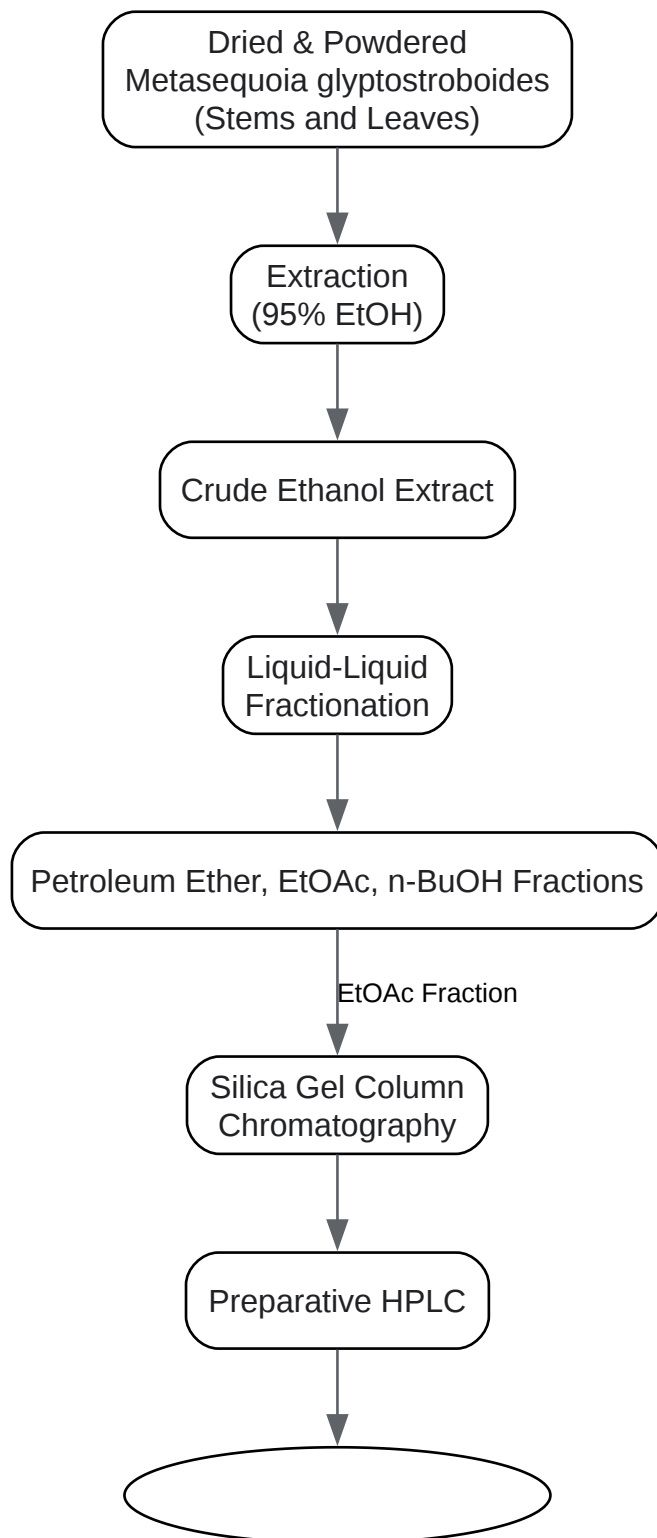 Dried & Powdered
Metasequoia glyptostroboides
(Stems and Leaves)
Extraction
(95% EtOH)
Crude Ethanol Extract
Liquid-Liquid
Fractionation
Petroleum Ether, EtOAc, n-BuOH Fractions
EtOAc Fraction
Silica Gel Column
Chromatography
Preparative HPLC